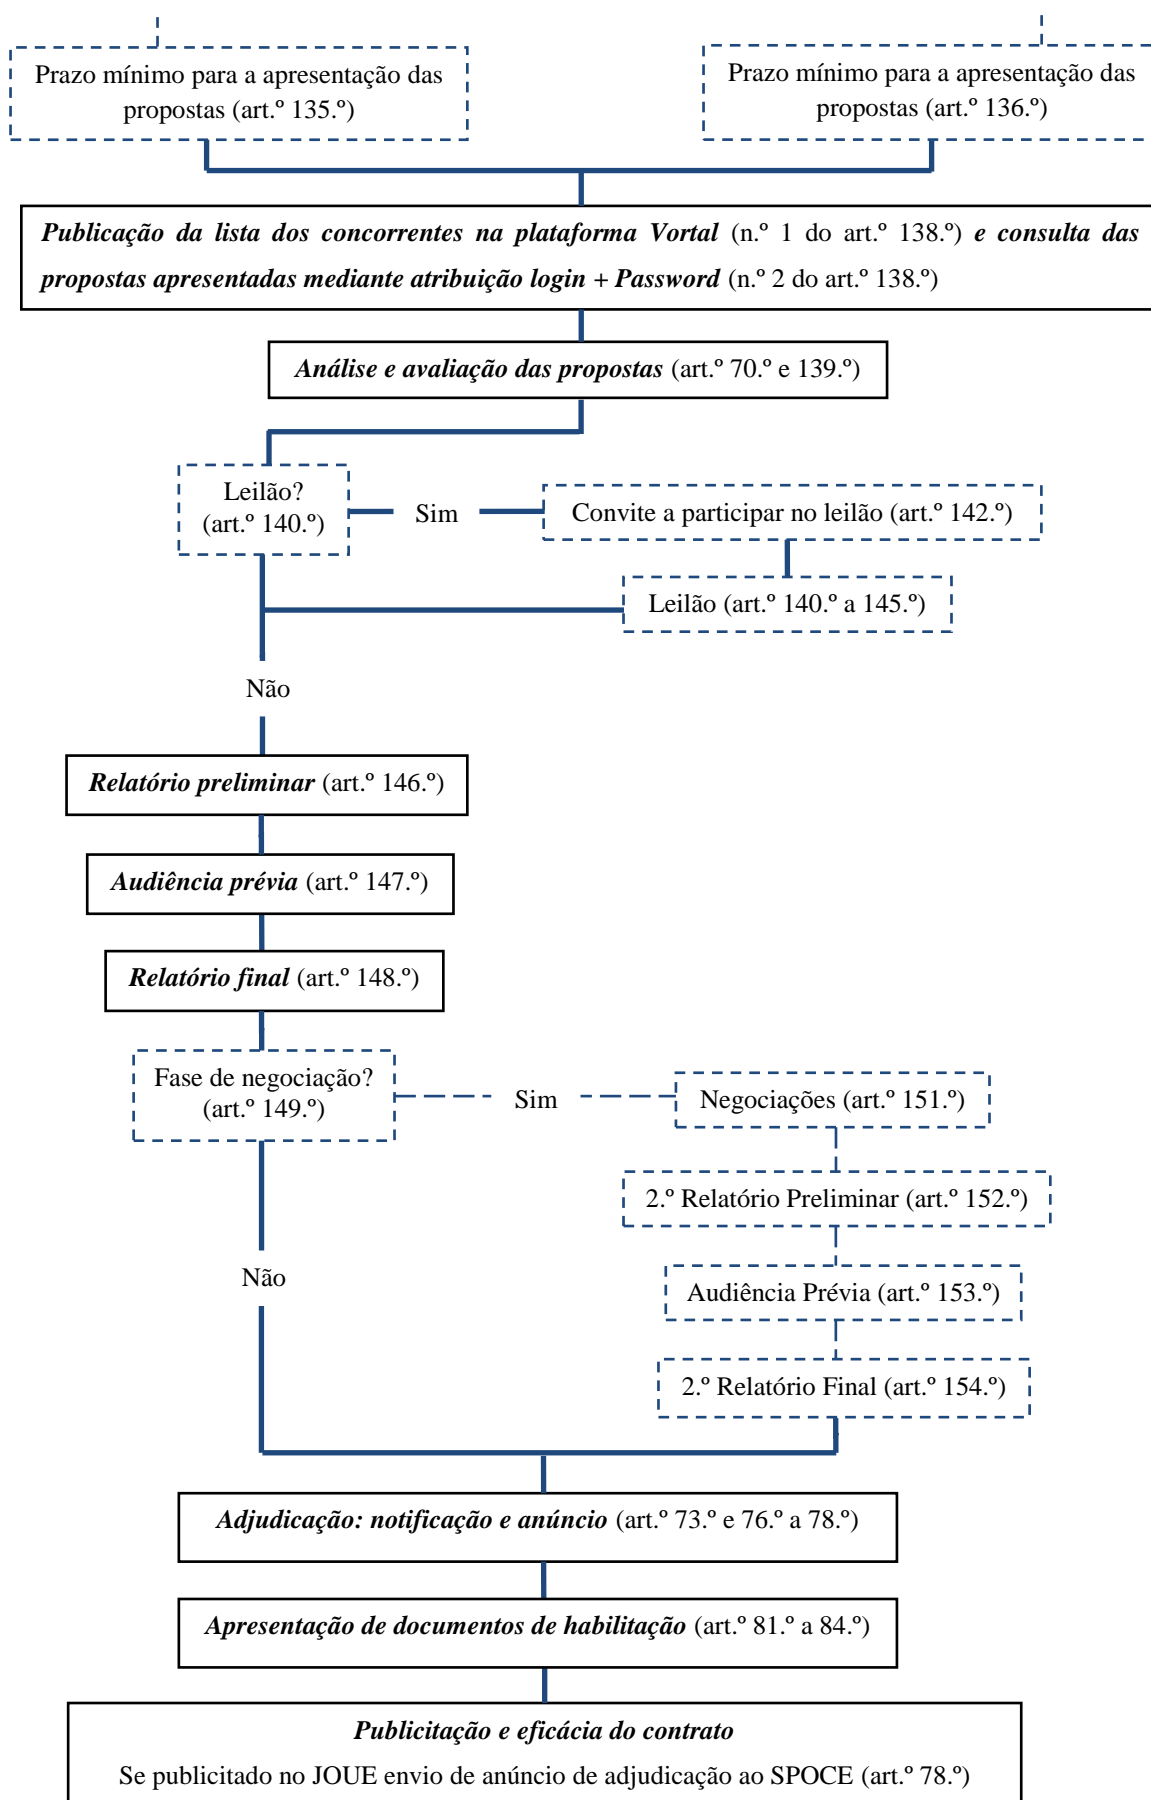 Prazo mínimo para a apresentação das
propostas (art.º 135.º)
Prazo mínimo para a apresentação das
propostas (art.º 136.º)
Publicação da lista dos concorrentes na plataforma Vortal (n.º 1 do art.º 138.º) e consulta das
propostas apresentadas mediante atribuição login + Password (n.º 2 do art.º 138.º)
Análise e avaliação das propostas (art.º 70.º e 139.º)
Leilão?
(art.º 140.º)
Sim
Convite a participar no leilão (art.º 142.º)
Leilão (art.º 140.º a 145.º)
Não
Relatório preliminar (art.º 146.º)
Audiência prévia (art.º 147.º)
Relatório final (art.º 148.º)
Fase de negociação?
(art.º 149.º)
Sim
Negociações (art.º 151.º)
2.º Relatório Preliminar (art.º 152.º)
Não
Audiência Prévia (art.º 153.º)
2.º Relatório Final (art.º 154.º)
Adjudicação: notificação e anúncio (art.º 73.º e 76.º a 78.º)
Apresentação de documentos de habilitação (art.º 81.º a 84.º)
Publicitação e eficácia do contrato
Se publicitado no JOUE envio de anúncio de adjudicação ao SPOCE (art.º 78.º)